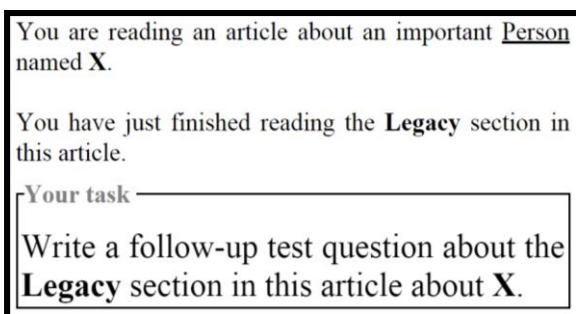 You are reading an article about an important Person
named X.
You have just finished reading the Legacy section in
this article.
Your task
Write a follow-up test question about the
Legacy section in this article about X.